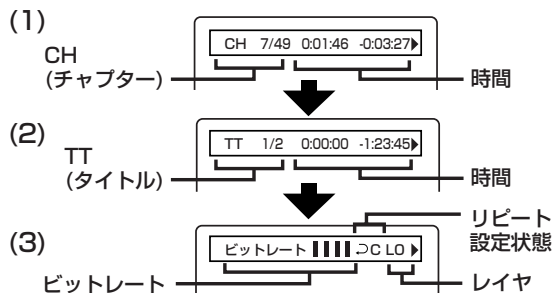 (1)
CH
(チャプター)
CH 7/49 0:01:46 -0:03:27
時間
(2)
TT
(タイトル)
TT 1/2 0:00:00 -1:23:45
時間
(3)
ビットレート
ビットレート C L0
リピート
設定状態
レイヤ